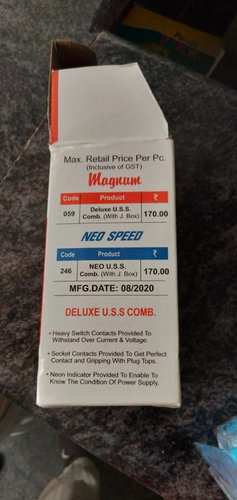 Max. Retail Price Per Pc.
(Inclusive of GST)
Magnum
Code Product ₹
059 Deluxe U.S.S. Comb. (With J. Box) 170.00
NEO SPEED
Code Product ₹
246 NEO U.S.S. Comb. (With J. Box) 170.00
MFG.DATE: 08/2020
DELUXE U.S.S COMB.
• Heavy Switch Contacts Provided To
Withstand Over Current & Voltage.
• Socket Contacts Provided To Get Perfect
Contact and Gripping With Plug Tops.
• Neon Indicator Provided To Enable To
Know The Condition Of Power Supply.